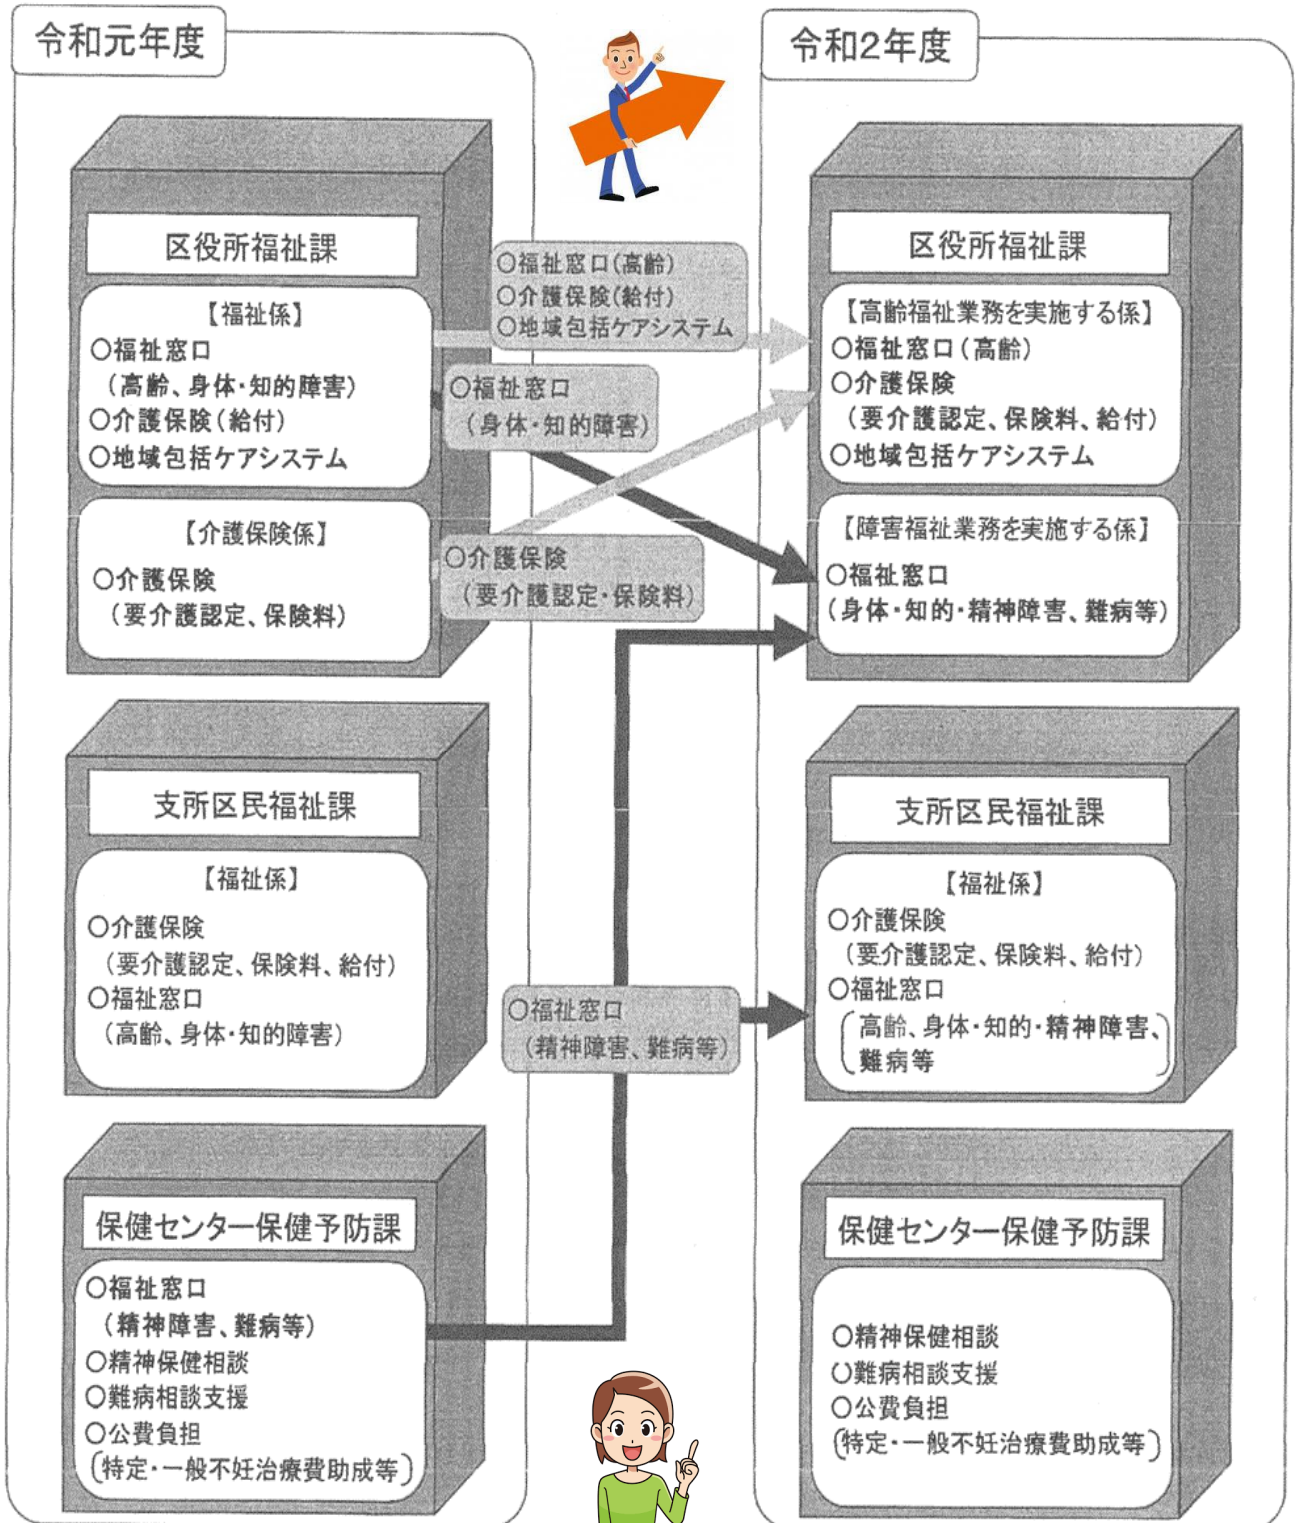 令和元年度
区役所福祉課
【福祉係】
○福祉窓口
(高齢、身体・知的障害)
○介護保険(給付)
○地域包括ケアシステム
【介護保険係】
○介護保険
(要介護認定、保険料)
支所区民福祉課
【福祉係】
○介護保険
(要介護認定、保険料、給付)
○福祉窓口
(高齢、身体・知的障害)
保健センター保健予防課
○福祉窓口
(精神障害、難病等)
○精神保健相談
○難病相談支援
○公費負担
〔特定・一般不妊治療費助成等〕
○福祉窓口(高齢)
○介護保険(給付)
○地域包括ケアシステム
○福祉窓口
(身体・知的障害)
○介護保険
(要介護認定・保険料)
○福祉窓口
(精神障害、難病等)
令和2年度
区役所福祉課
【高齢福祉業務を実施する係】
○福祉窓口(高齢)
○介護保険
(要介護認定、保険料、給付)
○地域包括ケアシステム
【障害福祉業務を実施する係】
○福祉窓口
(身体・知的・精神障害、難病等)
支所区民福祉課
【福祉係】
○介護保険
(要介護認定、保険料、給付)
○福祉窓口
〔高齢、身体・知的・精神障害、
難病等〕
保健センター保健予防課
○精神保健相談
○難病相談支援
○公費負担
〔特定・一般不妊治療費助成等〕